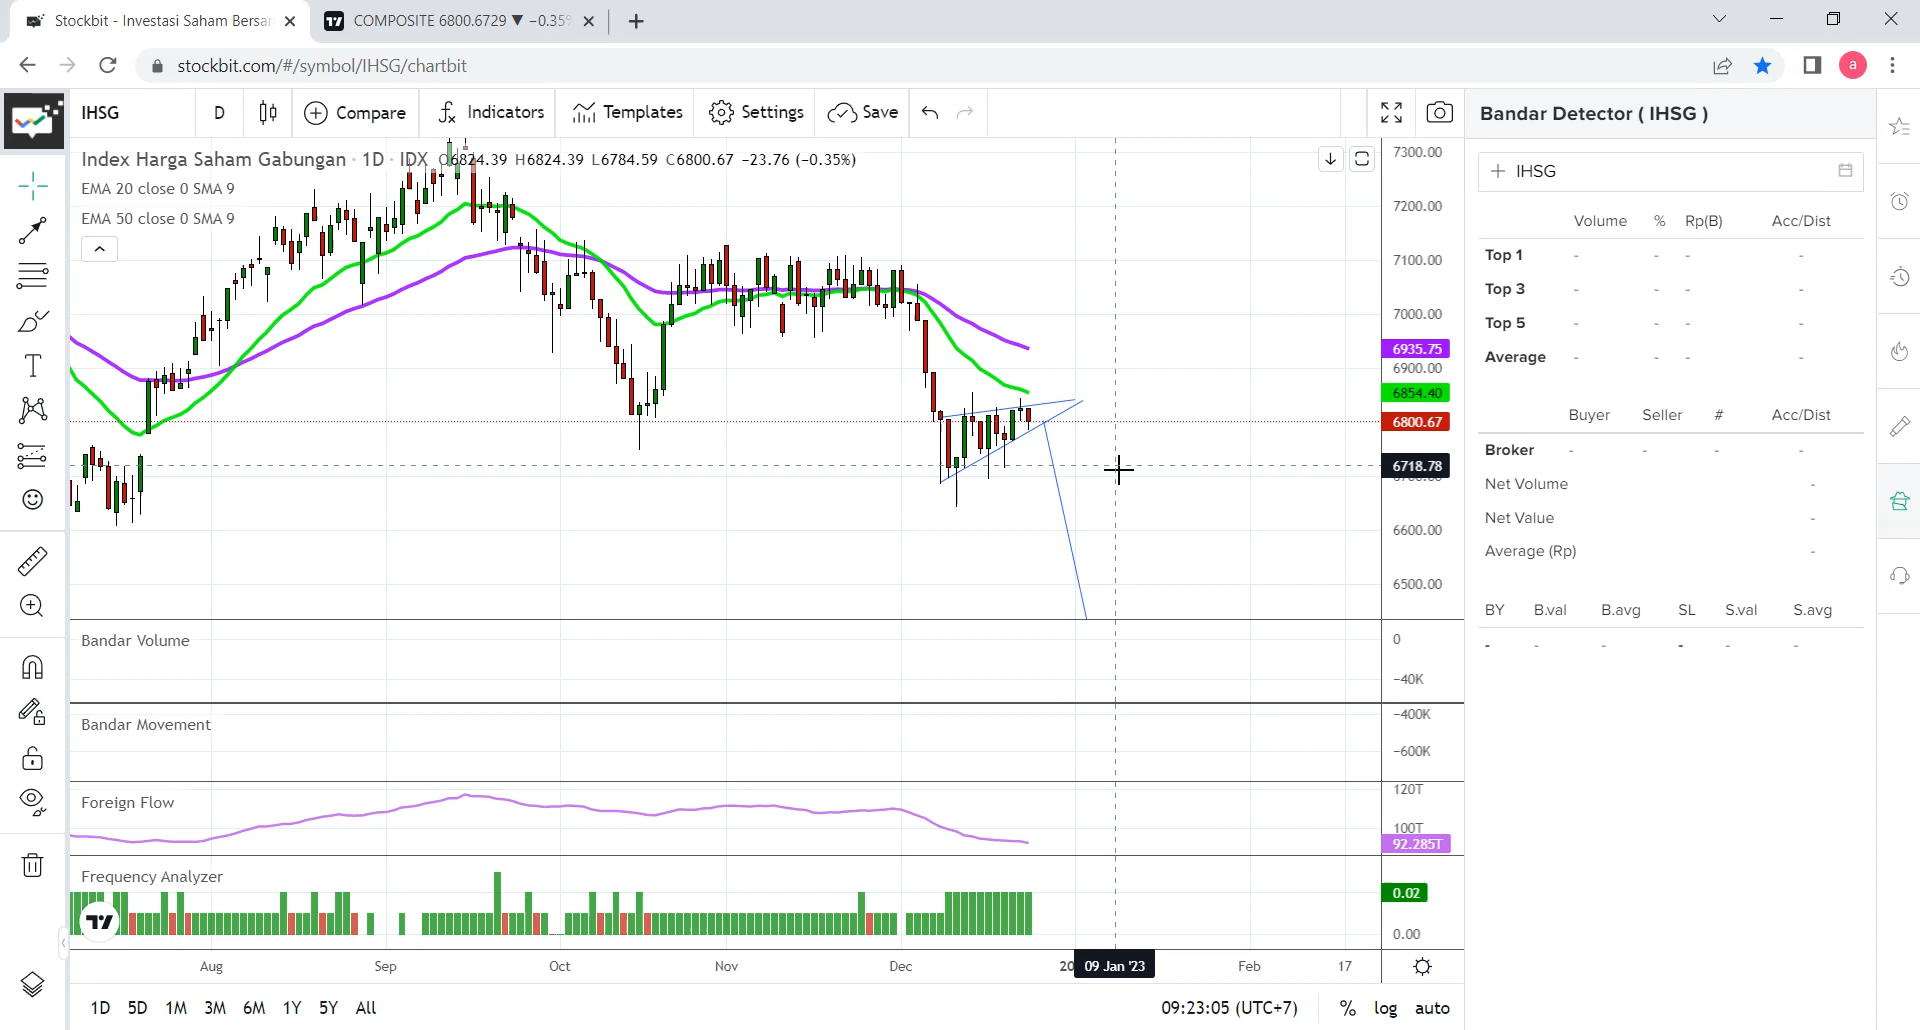 Stockbit - Investasi Saham Bersam
COMPOSITE 6800.6729 ▼ −0.35%
stockbit.com/#/symbol/IHSG/chartbit
a
IHSG
D
Compare
Indicators
Templates
Settings
Save
Bandar Detector ( IHSG )
Index Harga Saham Gabungan · 1D · IDX O6824.39 H6824.39 L6784.59 C6800.67 −23.76 (−0.35%)
EMA 20 close 0 SMA 9
EMA 50 close 0 SMA 9
7300.00
7200.00
7100.00
7000.00
6935.75
6900.00
6854.40
6800.67
6718.78
6600.00
6500.00
IHSG
Volume % Rp(B) Acc/Dist
Top 1 - - - -
Top 3 - - - -
Top 5 - - - -
Average - - - -
Buyer Seller # Acc/Dist
Broker - - - -
Net Volume -
Net Value -
Average (Rp) -
BY B.val B.avg SL S.val S.avg
- - - - - -
Bandar Volume
0
−40K
Bandar Movement
−400K
−600K
Foreign Flow
120T
100T
92.285T
Frequency Analyzer
0.02
0.00
Aug Sep Oct Nov Dec 20 09 Jan '23 Feb 17
1D 5D 1M 3M 6M 1Y 5Y All
09:23:05 (UTC+7)
% log auto